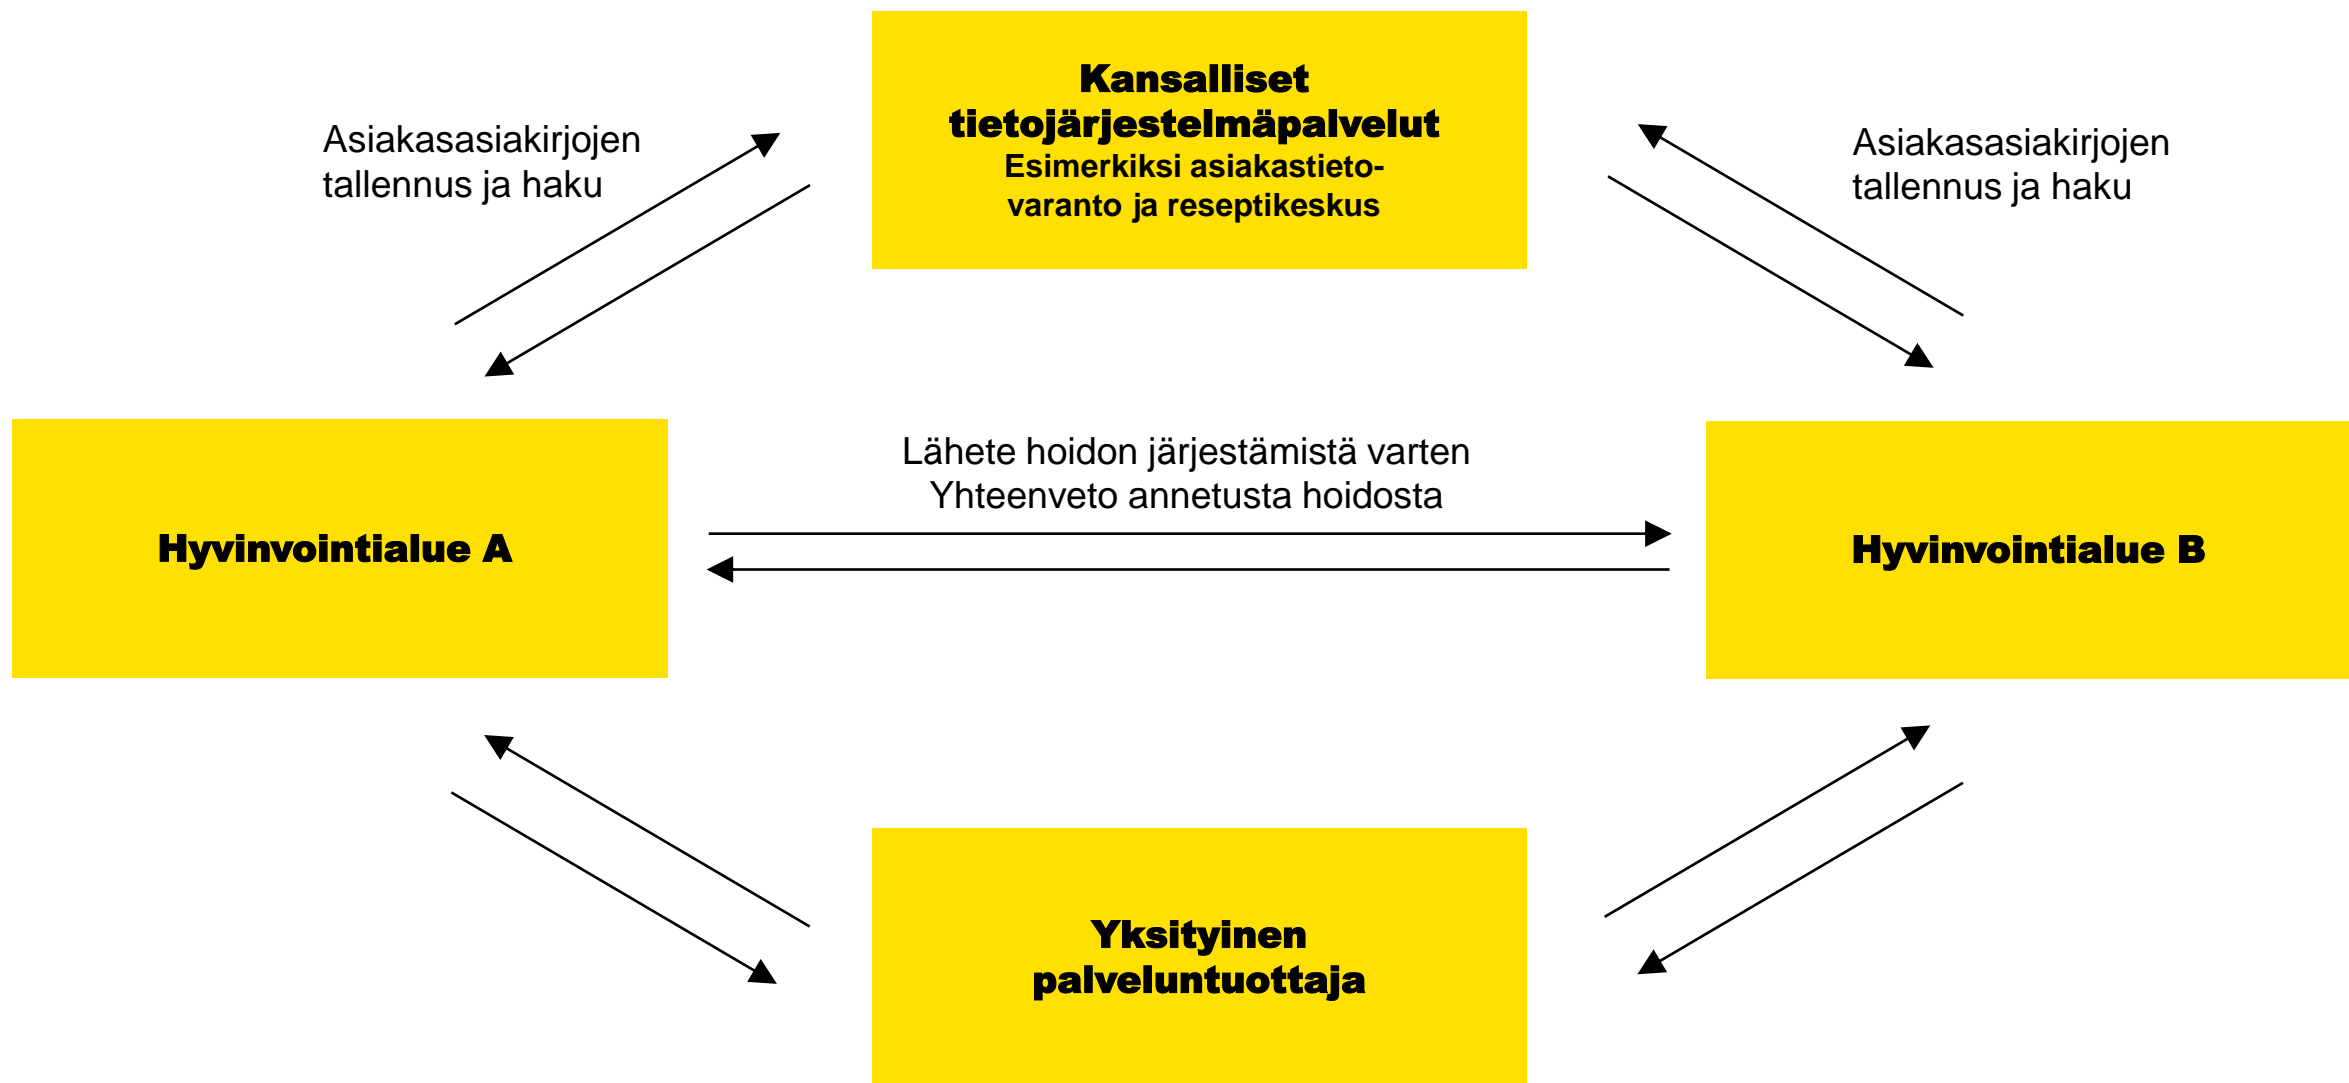 Kansalliset
tietojärjestelmäpalvelut
Esimerkiksi asiakastieto-
varanto ja reseptikeskus
Asiakasasiakirjojen
tallennus ja haku
Asiakasasiakirjojen
tallennus ja haku
Lähete hoidon järjestämistä varten
Yhteenveto annetusta hoidosta
Hyvinvointialue A
Hyvinvointialue B
Yksityinen
palveluntuottaja